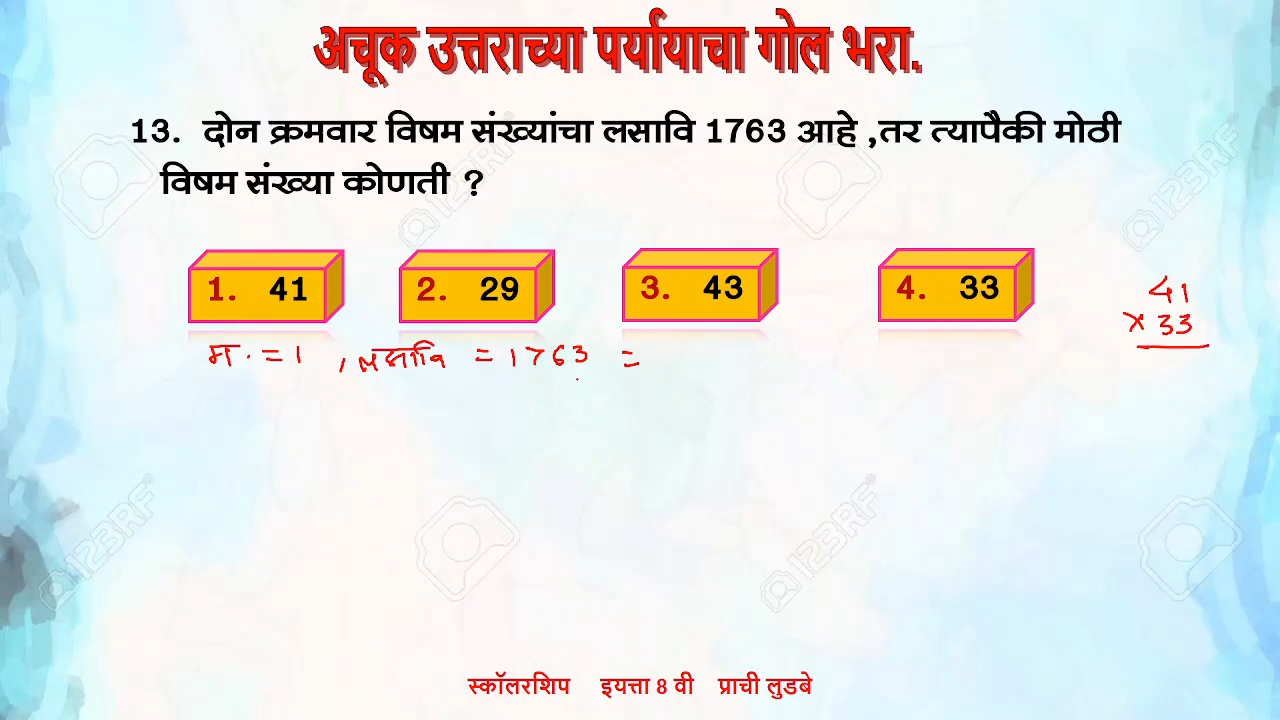 अचूक उत्तराच्या पर्यायाचा गोल भरा.
13. दोन क्रमवार विषम संख्यांचा लसावि 1763 आहे ,तर त्यापैकी मोठी
विषम संख्या कोणती ?
1. 41 2. 29 3. 43 4. 33
41
× 33
= 1 , लसावि = 1763 =
स्कॉलरशिप इयत्ता 8 वी प्राची लुडबे